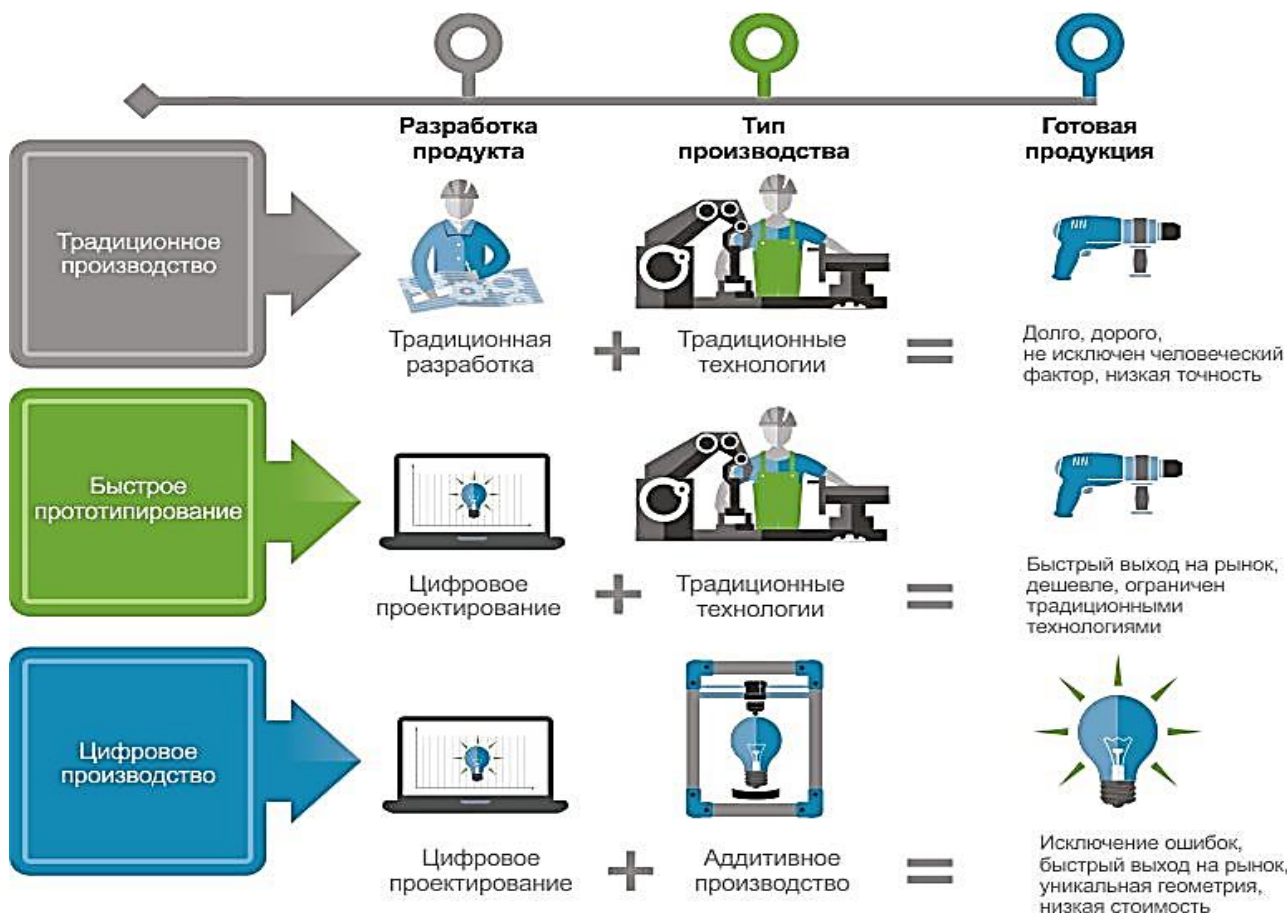 Разработка
продукта
Тип
производства
Готовая
продукция
Традиционное
производство
Традиционная
разработка
+
Традиционные
технологии
=
Долго, дорого,
не исключен человеческий
фактор, низкая точность
Быстрое
прототипирование
Цифровое
проектирование
+
Традиционные
технологии
=
Быстрый выход на рынок,
дешевле, ограничен
традиционными
технологиями
Цифровое
производство
Цифровое
проектирование
+
Аддитивное
производство
=
Исключение ошибок,
быстрый выход на рынок,
уникальная геометрия,
низкая стоимость